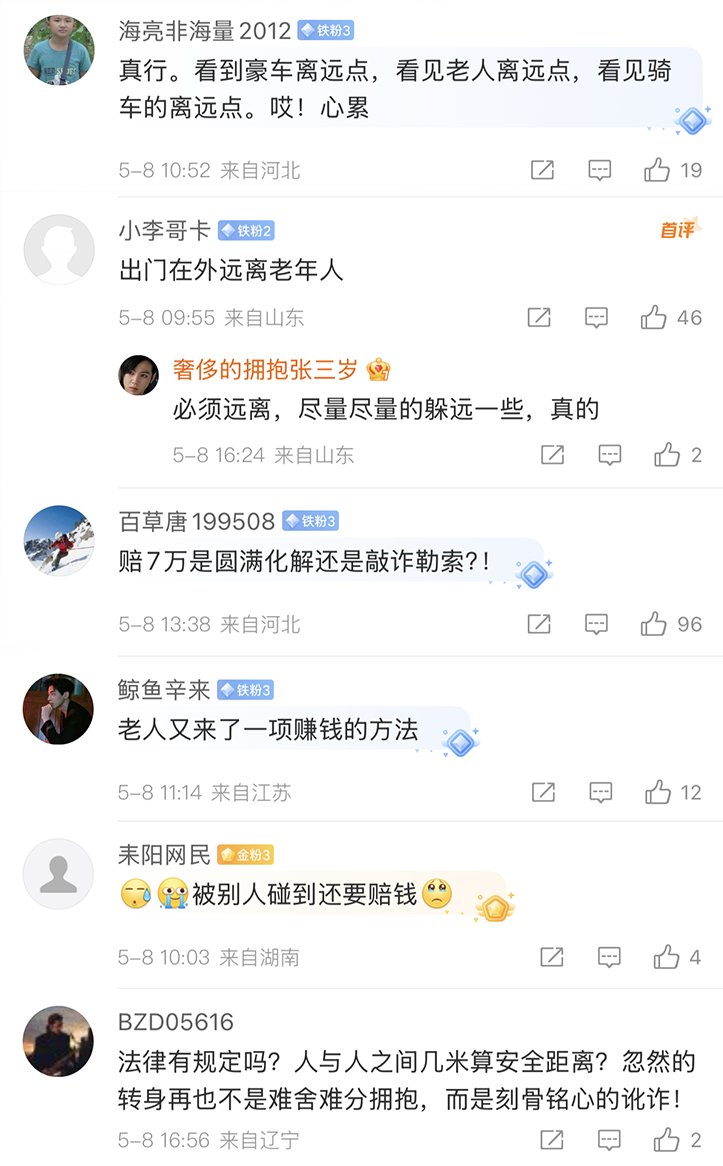 海亮非海量2012 铁粉3
真行。看到豪车离远点，看见老人离远点，看见骑
车的离远点。哎！心累
5-8 10:52 来自河北 19
小李哥卡 铁粉2 首评
出门在外远离老年人
5-8 09:55 来自山东 46
奢侈的拥抱张三岁
必须远离，尽量尽量的躲远一些，真的
5-8 16:24 来自山东 2
百草唐199508 铁粉3
赔7万是圆满化解还是敲诈勒索?！
5-8 13:38 来自河北 96
鲸鱼辛来 铁粉3
老人又来了一项赚钱的方法
5-8 11:14 来自江苏 12
耒阳网民 金粉3
被别人碰到还要赔钱
5-8 10:03 来自湖南 4
BZD05616
法律有规定吗？人与人之间几米算安全距离？忽然的
转身再也不是难舍难分拥抱，而是刻骨铭心的讹诈！
5-8 16:56 来自辽宁 2